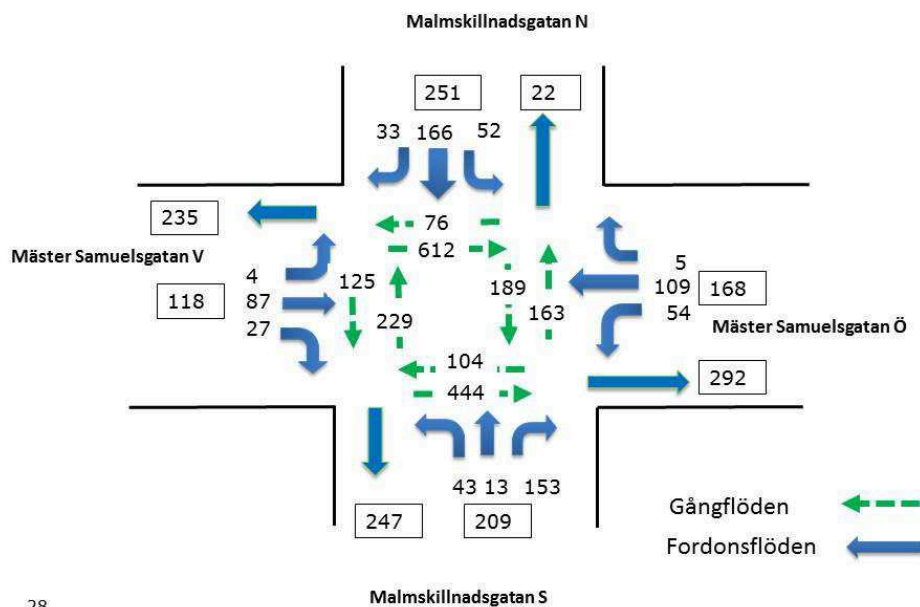 Malmskillnadsgatan N
251 22
33 166 52
235
76
612
Mäster Samuelsgatan V
4
87
27
118
125
229
189
163
5
109
54
168
Mäster Samuelsgatan Ö
104
444
292
43 13 153
247 209
Gångflöden
Fordonsflöden
28
Malmskillnadsgatan S